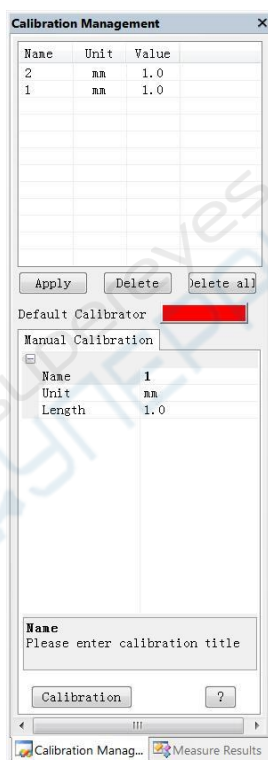 Calibration Management ×
Name Unit Value
2 mm 1.0
1 mm 1.0
Apply Delete Delete all
Default Calibrator
Manual Calibration
Name 1
Unit mm
Length 1.0
Name
Please enter calibration title
Calibration ?
Calibration Manag... Measure Results
supereyes